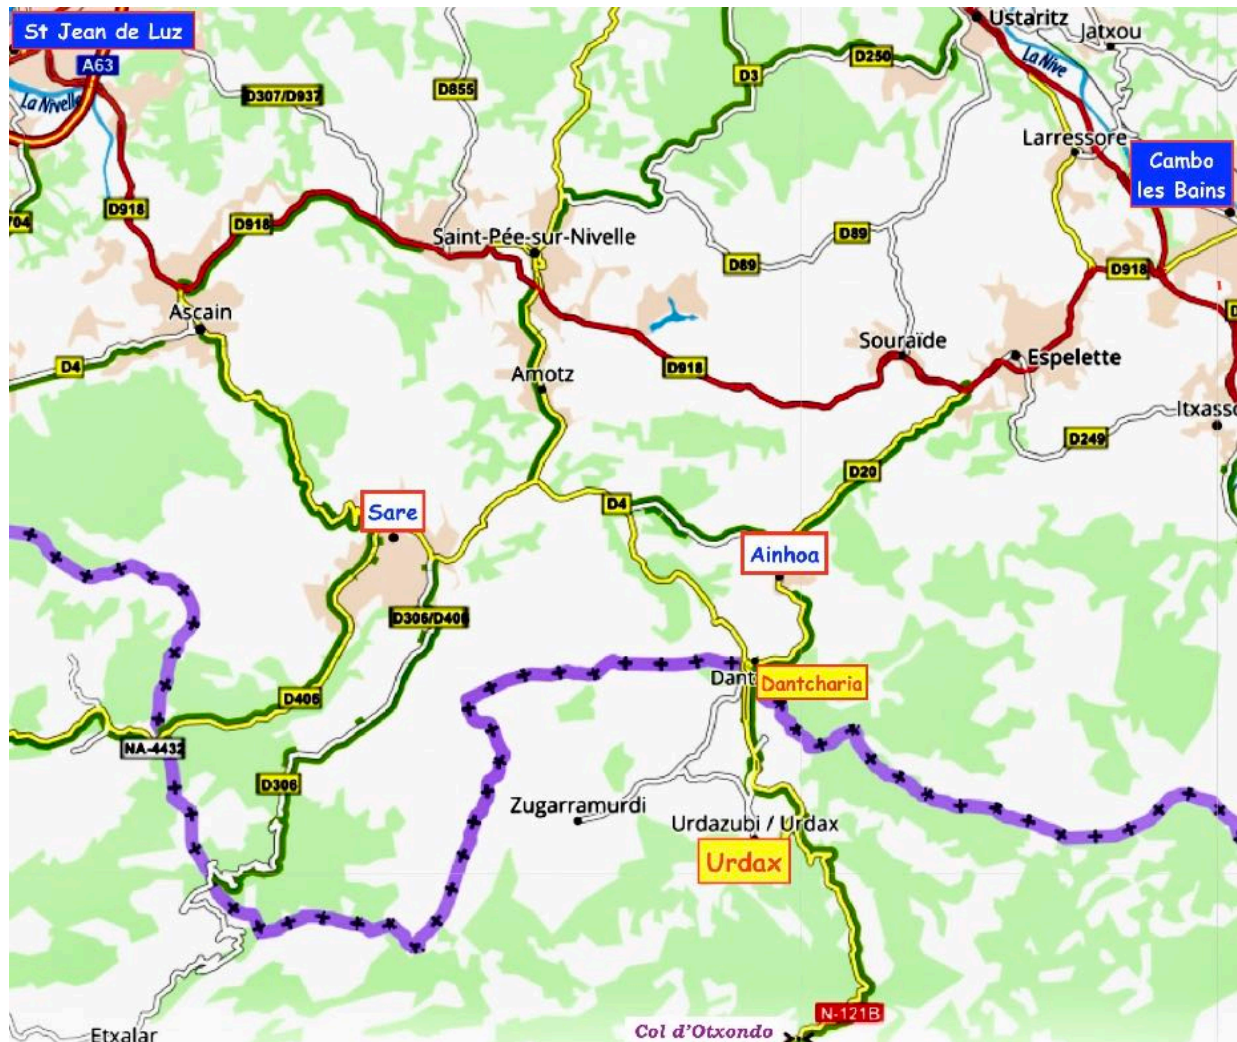 St Jean de Luz
Ustaritz
Jatxou
La Nive
D250
D3
A63
La Nivelle
D307/D937
D855
Larressore
Cambo
les Bains
D918
704
D918
D89
D89
Saint-Pée-sur-Nivelle
D918
Ascain
Souraïde
Espelette
D4
Amotz
D918
Itxasso
D249
D20
Sare
D4
Ainhoa
D306/D406
Dant
Dantcharia
D406
NA-4432
D306
Zugarramurdi
Urdazubi / Urdax
Urdax
N-121B
Col d'Otxondo
Etxalar